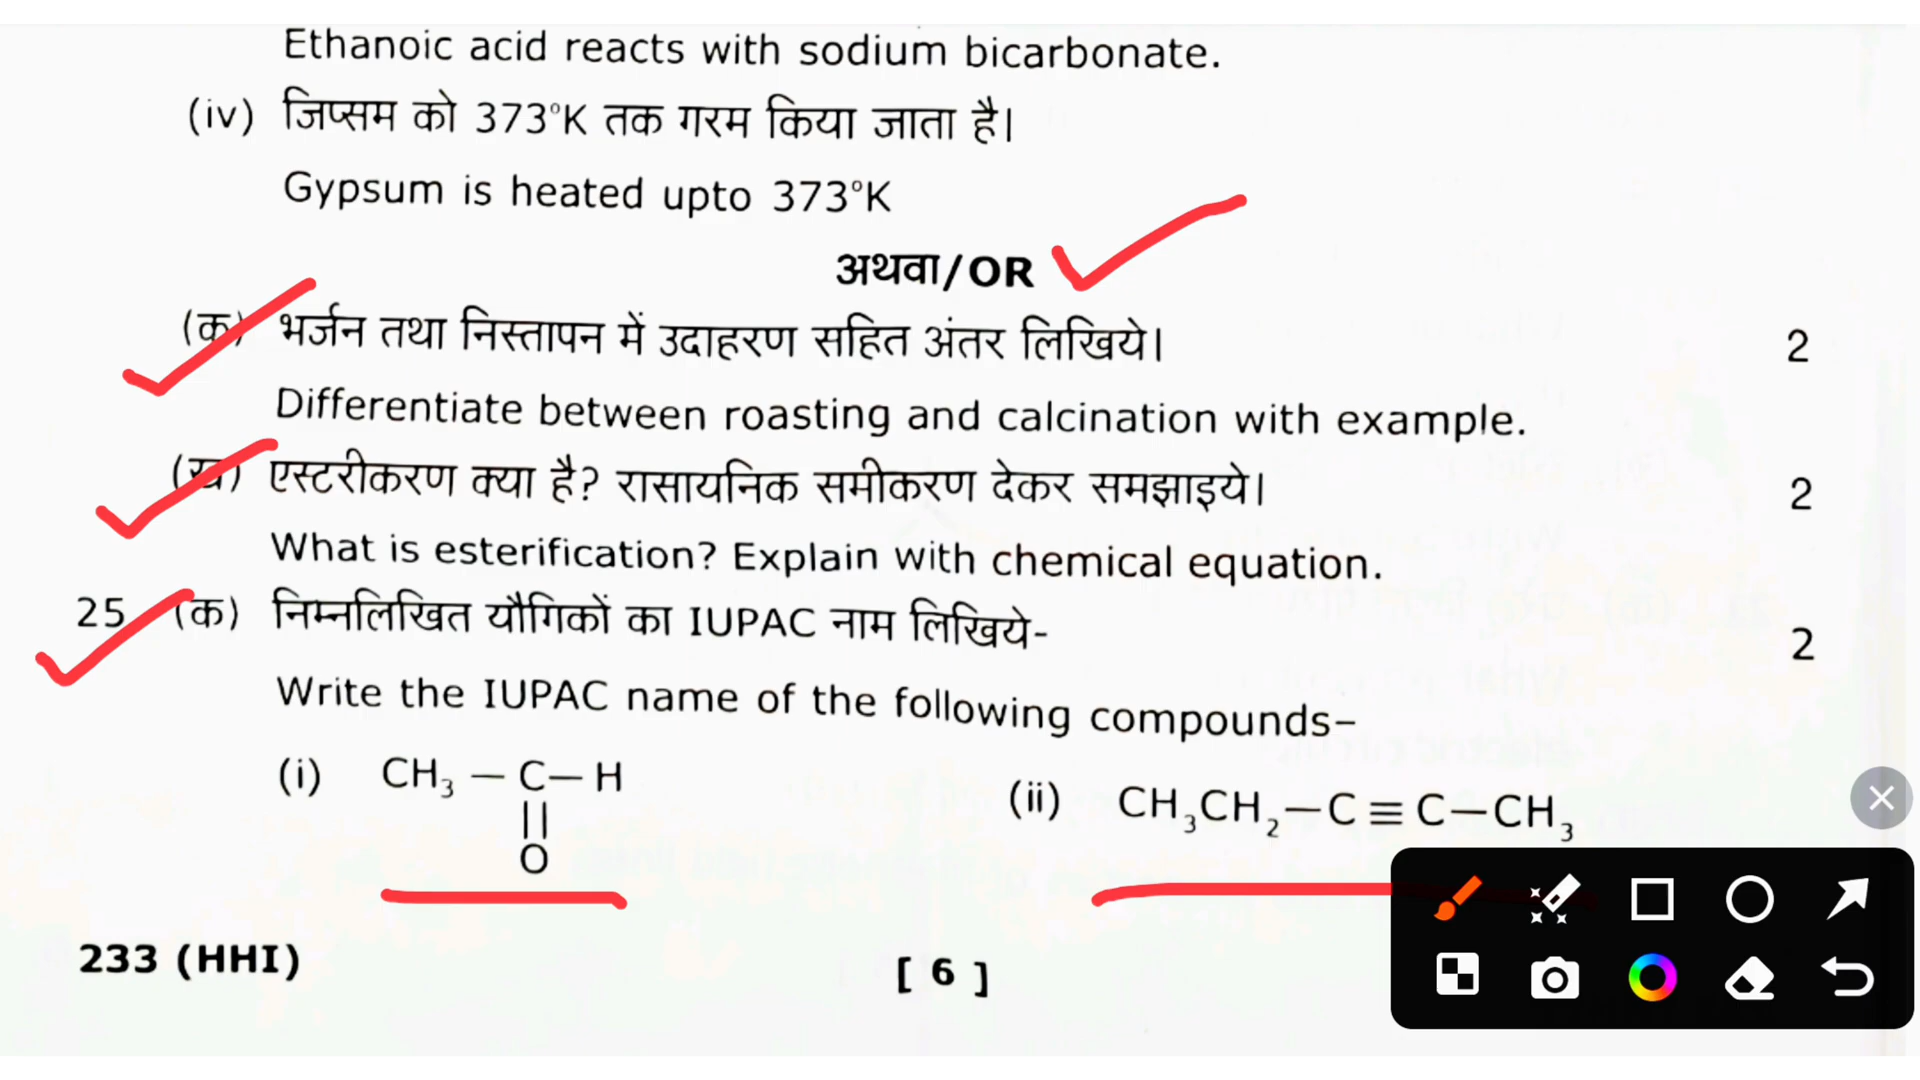 Ethanoic acid reacts with sodium bicarbonate.
(iv) जिप्सम को 373°K तक गरम किया जाता है।
Gypsum is heated upto 373°K
अथवा/OR
(क) भर्जन तथा निस्तापन में उदाहरण सहित अंतर लिखिये। 2
Differentiate between roasting and calcination with example.
(ख) एस्टरीकरण क्या है? रासायनिक समीकरण देकर समझाइये। 2
What is esterification? Explain with chemical equation.
25 (क) निम्नलिखित यौगिकों का IUPAC नाम लिखिये- 2
Write the IUPAC name of the following compounds–
(i) CH₃ — C — H (ii) CH₃CH₂—C≡C—CH₃
||
O
233 (HHI) [ 6 ]